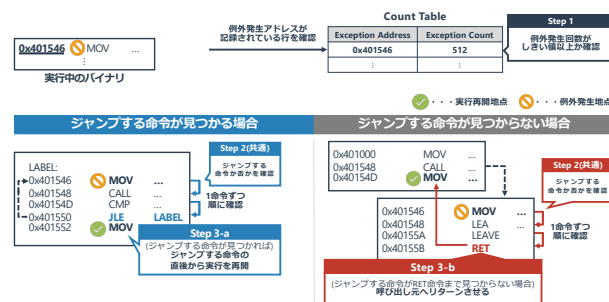 Count Table
Step 1
0x401546 MOV ...
⋮
実行中のバイナリ
例外発生アドレスが
記録されている行を確認
Exception Address Exception Count
0x401546 512
⋮ ⋮
例外発生回数が
しきい値以上か確認
・・・実行再開地点 ・・・例外発生地点
ジャンプする命令が見つかる場合
LABEL:
0x401546 MOV ...
0x401548 CALL ...
0x40154D CMP ...
0x401550 JLE LABEL
0x401552 MOV
Step 2(共通)
ジャンプする
命令か否かを確認
1命令ずつ
順に確認
Step 3-a
(ジャンプする命令が見つかれば)
ジャンプする命令の
直後から実行を再開
ジャンプする命令が見つからない場合
0x401000 MOV ...
0x401548 CALL ...
0x40154D MOV ...
0x401546 MOV ...
0x401548 LEA ...
0x40155A LEAVE
0x40155B RET
Step 2(共通)
ジャンプする
命令か否かを確認
1命令ずつ
順に確認
Step 3-b
(ジャンプする命令がRET命令まで見つからない場合)
呼び出し元へリターンさせる